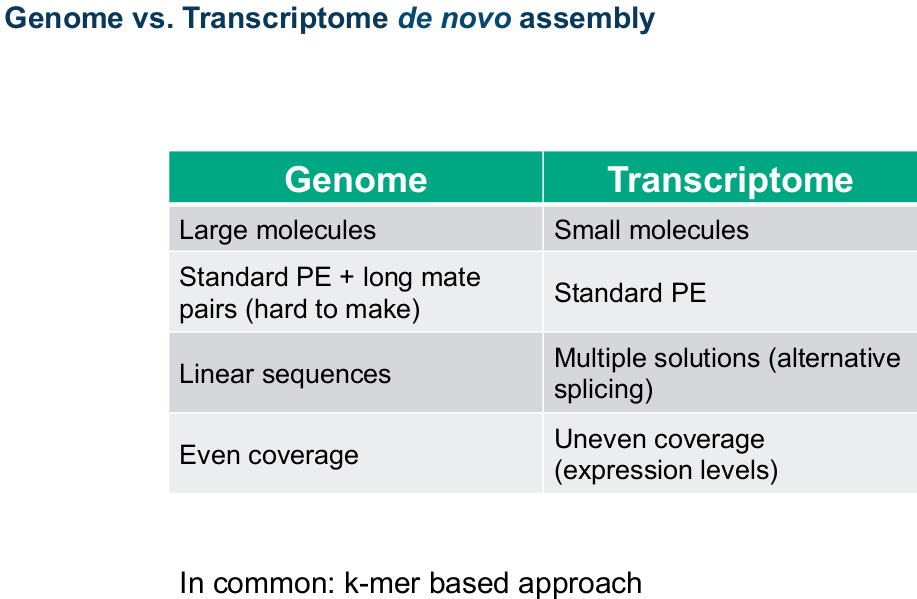 Genome vs. Transcriptome de novo assembly
Genome
Transcriptome
Large molecules
Small molecules
Standard PE + long mate
pairs (hard to make)
Standard PE
Linear sequences
Multiple solutions (alternative
splicing)
Even coverage
Uneven coverage
(expression levels)
In common: k-mer based approach